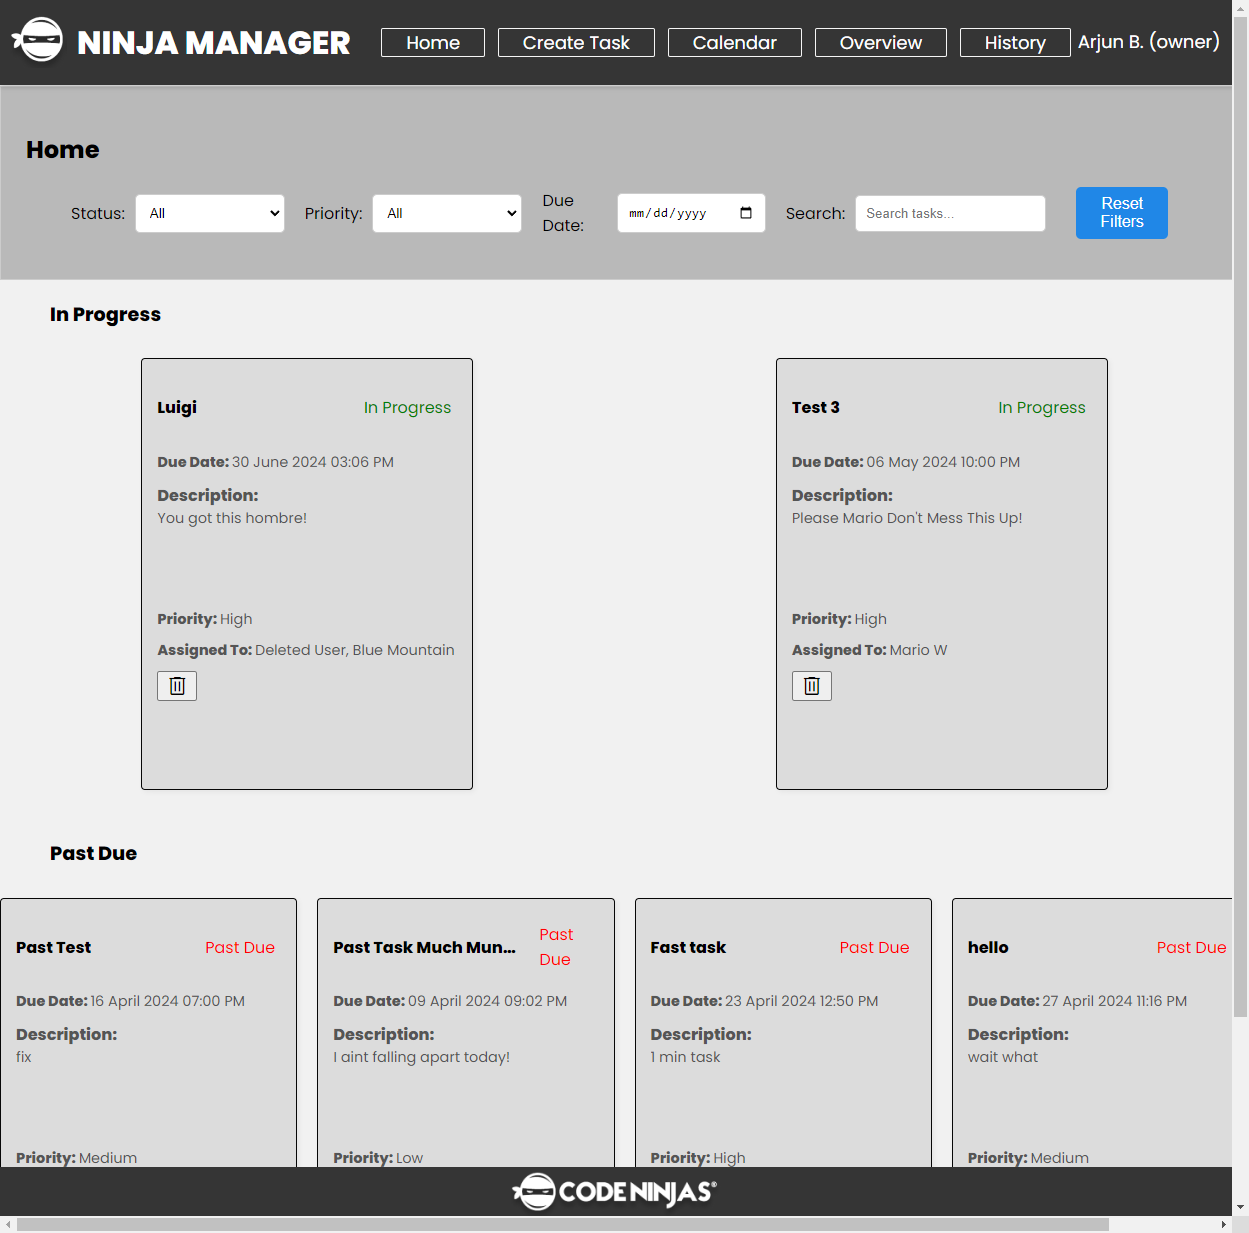 NINJA MANAGER
Home
Create Task
Calendar
Overview
History
Arjun B. (owner)
Home
Status:
All
Priority:
All
Due
Date:
mm/dd/yyyy
Search:
Search tasks...
Reset
Filters
In Progress
Luigi
In Progress
Due Date: 30 June 2024 03:06 PM
Description:
You got this hombre!
Priority: High
Assigned To: Deleted User, Blue Mountain
Test 3
In Progress
Due Date: 06 May 2024 10:00 PM
Description:
Please Mario Don't Mess This Up!
Priority: High
Assigned To: Mario W
Past Due
Past Test
Past Due
Due Date: 16 April 2024 07:00 PM
Description:
fix
Priority: Medium
Past Task Much Mun...
Past
Due
Due Date: 09 April 2024 09:02 PM
Description:
I aint falling apart today!
Priority: Low
Fast task
Past Due
Due Date: 23 April 2024 12:50 PM
Description:
1 min task
Priority: High
hello
Past Due
Due Date: 27 April 2024 11:16 PM
Description:
wait what
Priority: Medium
CODE NINJAS®